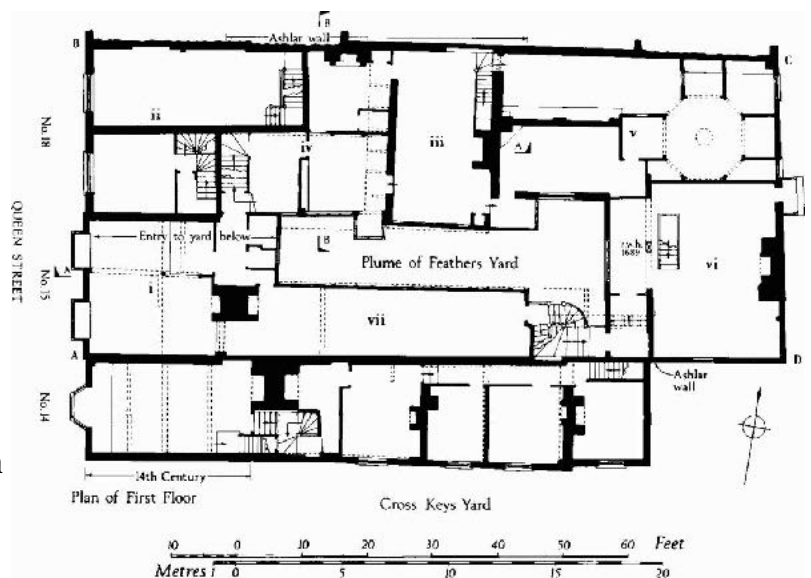 B
B
Ashlar wall
C
ii
No. 18
iv
iii
v
A
QUEEN STREET
Entry to yard below
B
r.w.h.
1689
Plume of Feathers Yard
vi
A
No. 15
i
vii
A
D
Ashlar
wall
No. 14
14th Century
Plan of First Floor
Cross Keys Yard
10 0 10 20 30 40 50 60 Feet
Metres 1 0 5 10 15 20